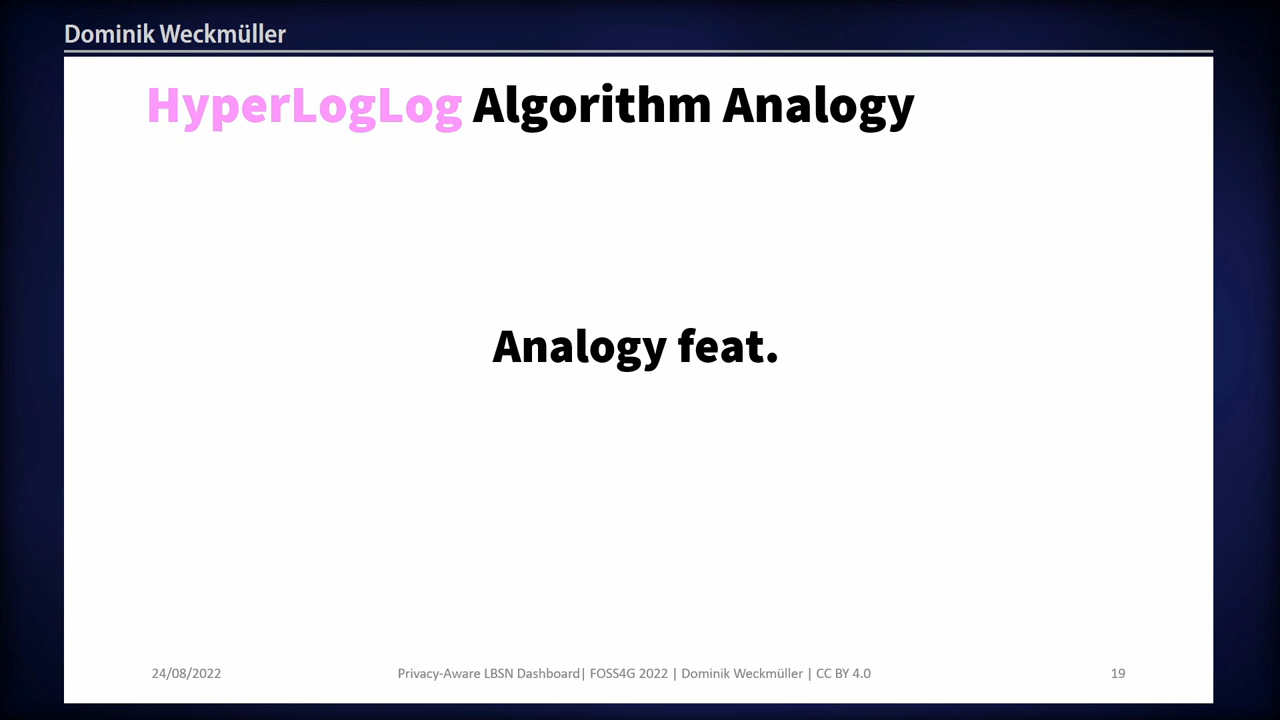 Dominik Weckmüller
HyperLogLog Algorithm Analogy
Analogy feat.
24/08/2022
Privacy-Aware LBSN Dashboard| FOSS4G 2022 | Dominik Weckmüller | CC BY 4.0
19